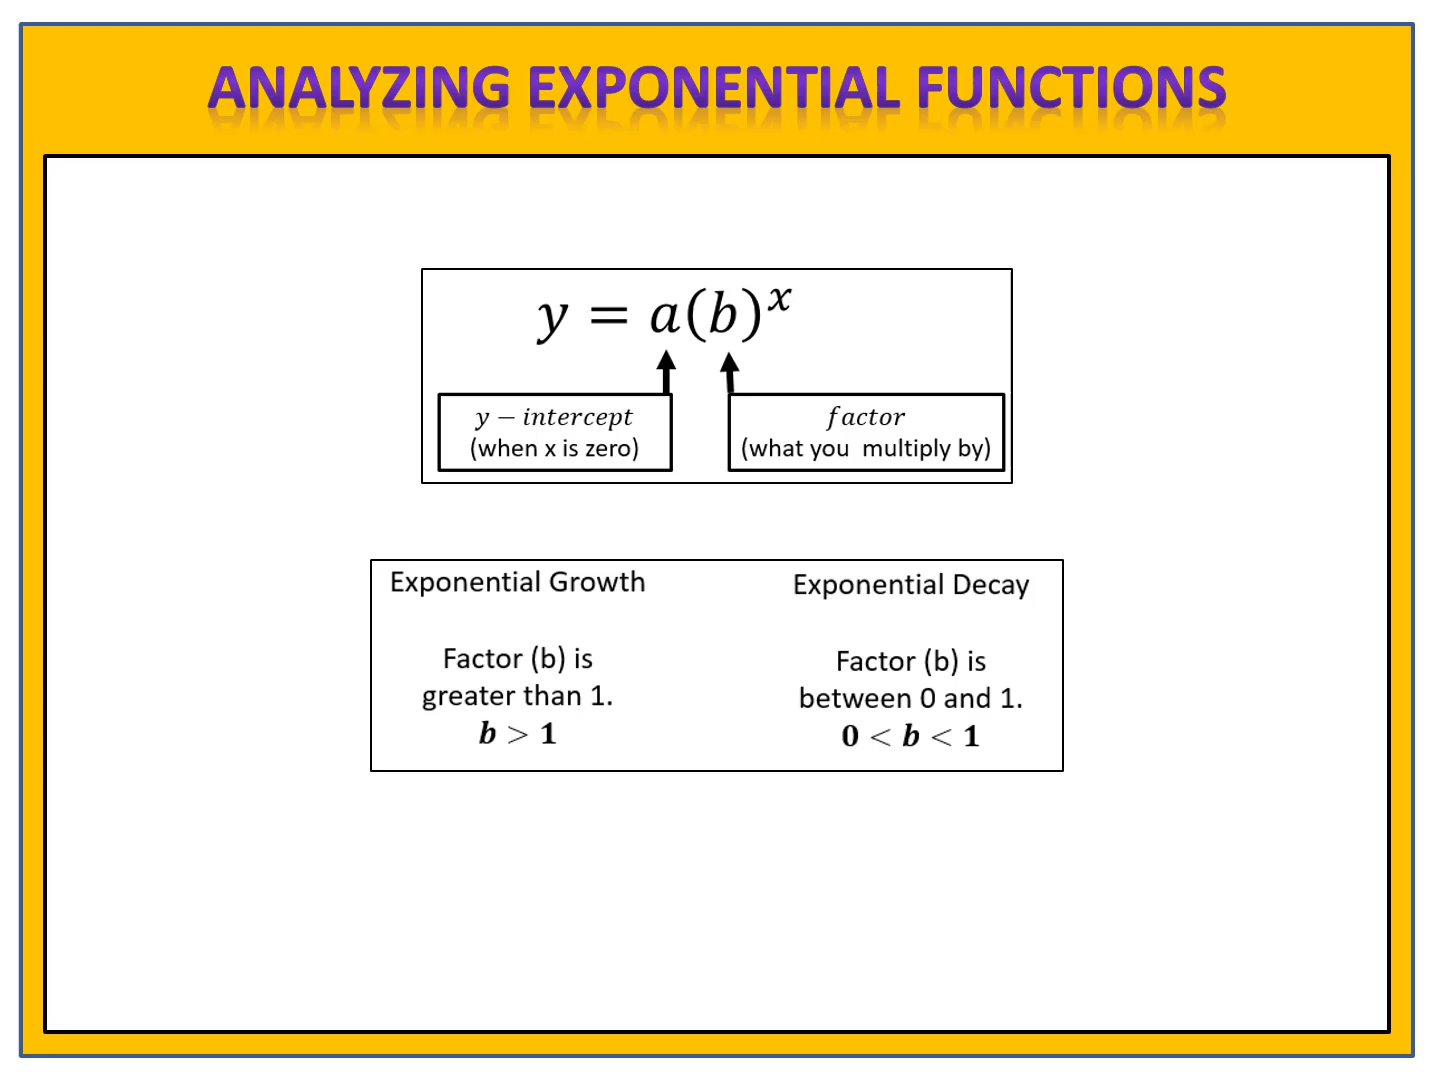 ANALYZING EXPONENTIAL FUNCTIONS
y = a(b)^x
y − intercept
(when x is zero)
factor
(what you multiply by)
Exponential Growth
Factor (b) is
greater than 1.
b > 1
Exponential Decay
Factor (b) is
between 0 and 1.
0 < b < 1